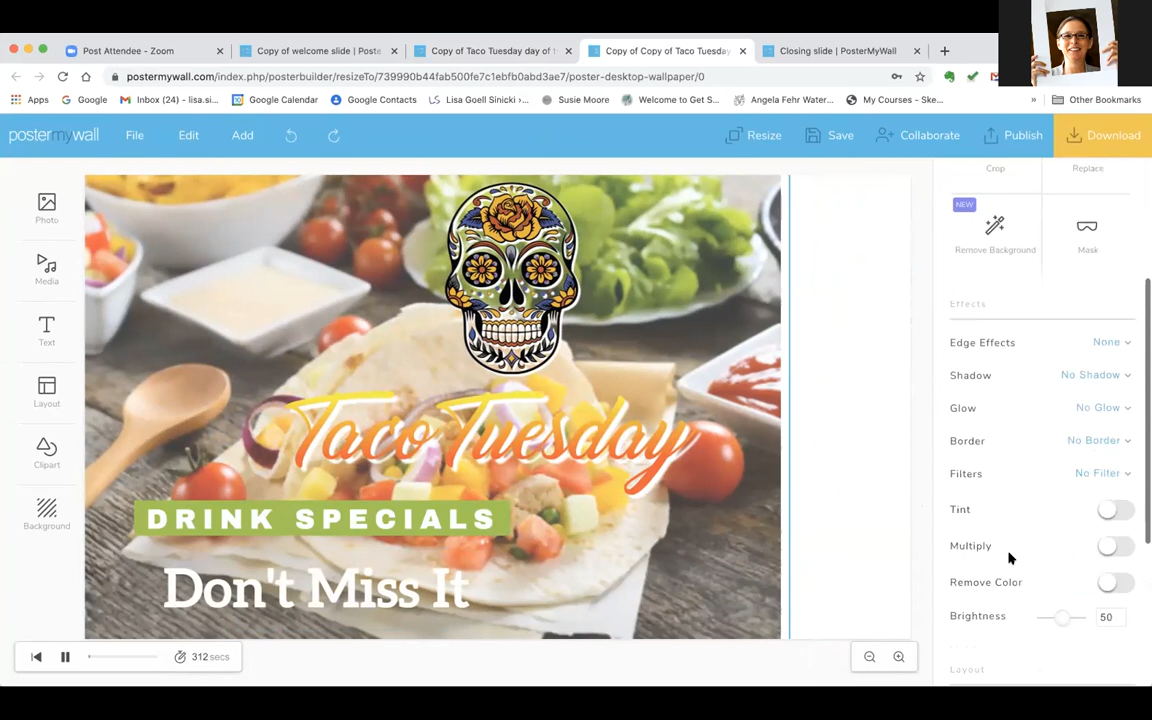 Post Attendee - Zoom
Copy of welcome slide | Poste
Copy of Taco Tuesday day of t
Copy of Copy of Taco Tuesday
Closing slide | PosterMyWall
postermywall.com/index.php/posterbuilder/resizeTo/739990b44fab500fe7c1ebfb0abd3ae7/poster-desktop-wallpaper/0
Apps
Google
Inbox (24) - lisa.si...
Google Calendar
Google Contacts
LS Lisa Goell Sinicki ›...
Susie Moore
Welcome to Get S...
Angela Fehr Water...
My Courses - Ske...
»
Other Bookmarks
postermywall
File
Edit
Add
Resize
Save
Collaborate
Publish
Download
Photo
Media
Text
Layout
Clipart
Background
Taco Tuesday
DRINK SPECIALS
Don't Miss It
312 secs
Crop
Replace
NEW
Remove Background
Mask
Effects
Edge Effects None
Shadow No Shadow
Glow No Glow
Border No Border
Filters No Filter
Tint
Multiply
Remove Color
Brightness 50
Layout